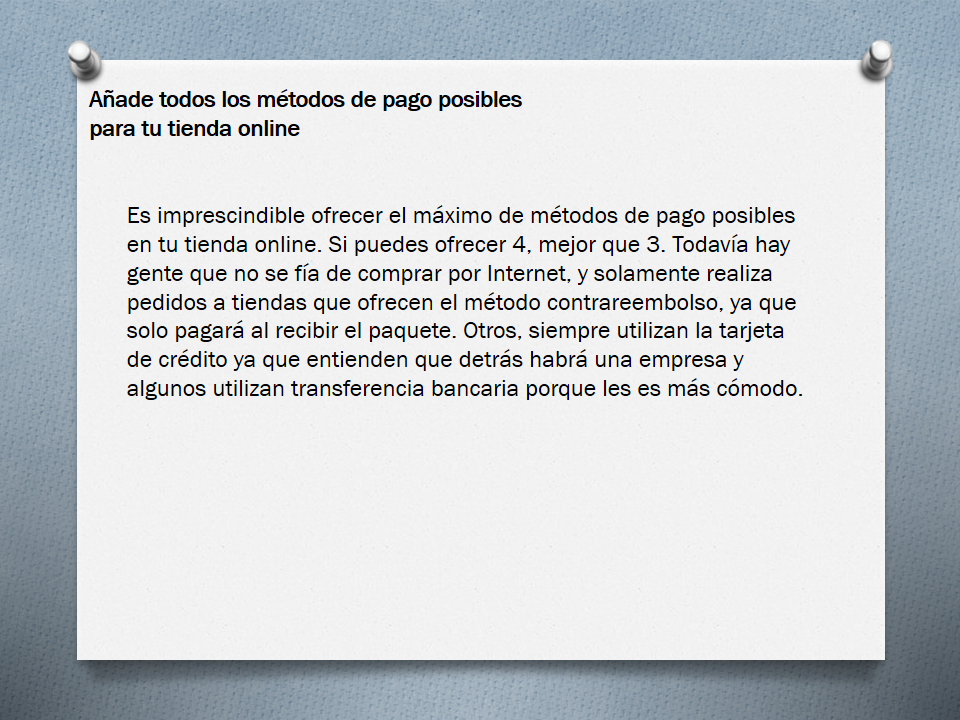 Añade todos los métodos de pago posibles
para tu tienda online
Es imprescindible ofrecer el máximo de métodos de pago posibles
en tu tienda online. Si puedes ofrecer 4, mejor que 3. Todavía hay
gente que no se fía de comprar por Internet, y solamente realiza
pedidos a tiendas que ofrecen el método contrareembolso, ya que
solo pagará al recibir el paquete. Otros, siempre utilizan la tarjeta
de crédito ya que entienden que detrás habrá una empresa y
algunos utilizan transferencia bancaria porque les es más cómodo.